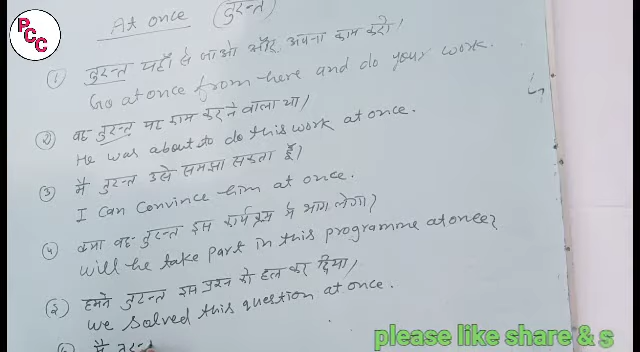 PCC
At once (तुरन्त)
(1) तुरन्त यहाँ से जाओ और अपना काम करो।
Go at once from here and do your work.
(2) वह तुरन्त यह काम करने वाला था।
He was about to do this work at once.
(3) मैं तुरन्त उसे समझा सकता हूँ।
I can convince him at once.
(4) क्या वह तुरन्त इस कार्यक्रम में भाग लेगा?
will he take part in this programme at once?
(5) हमने तुरन्त इस प्रश्न को हल कर दिया।
we solved this question at once.
मैं तुरन्
please like share & s